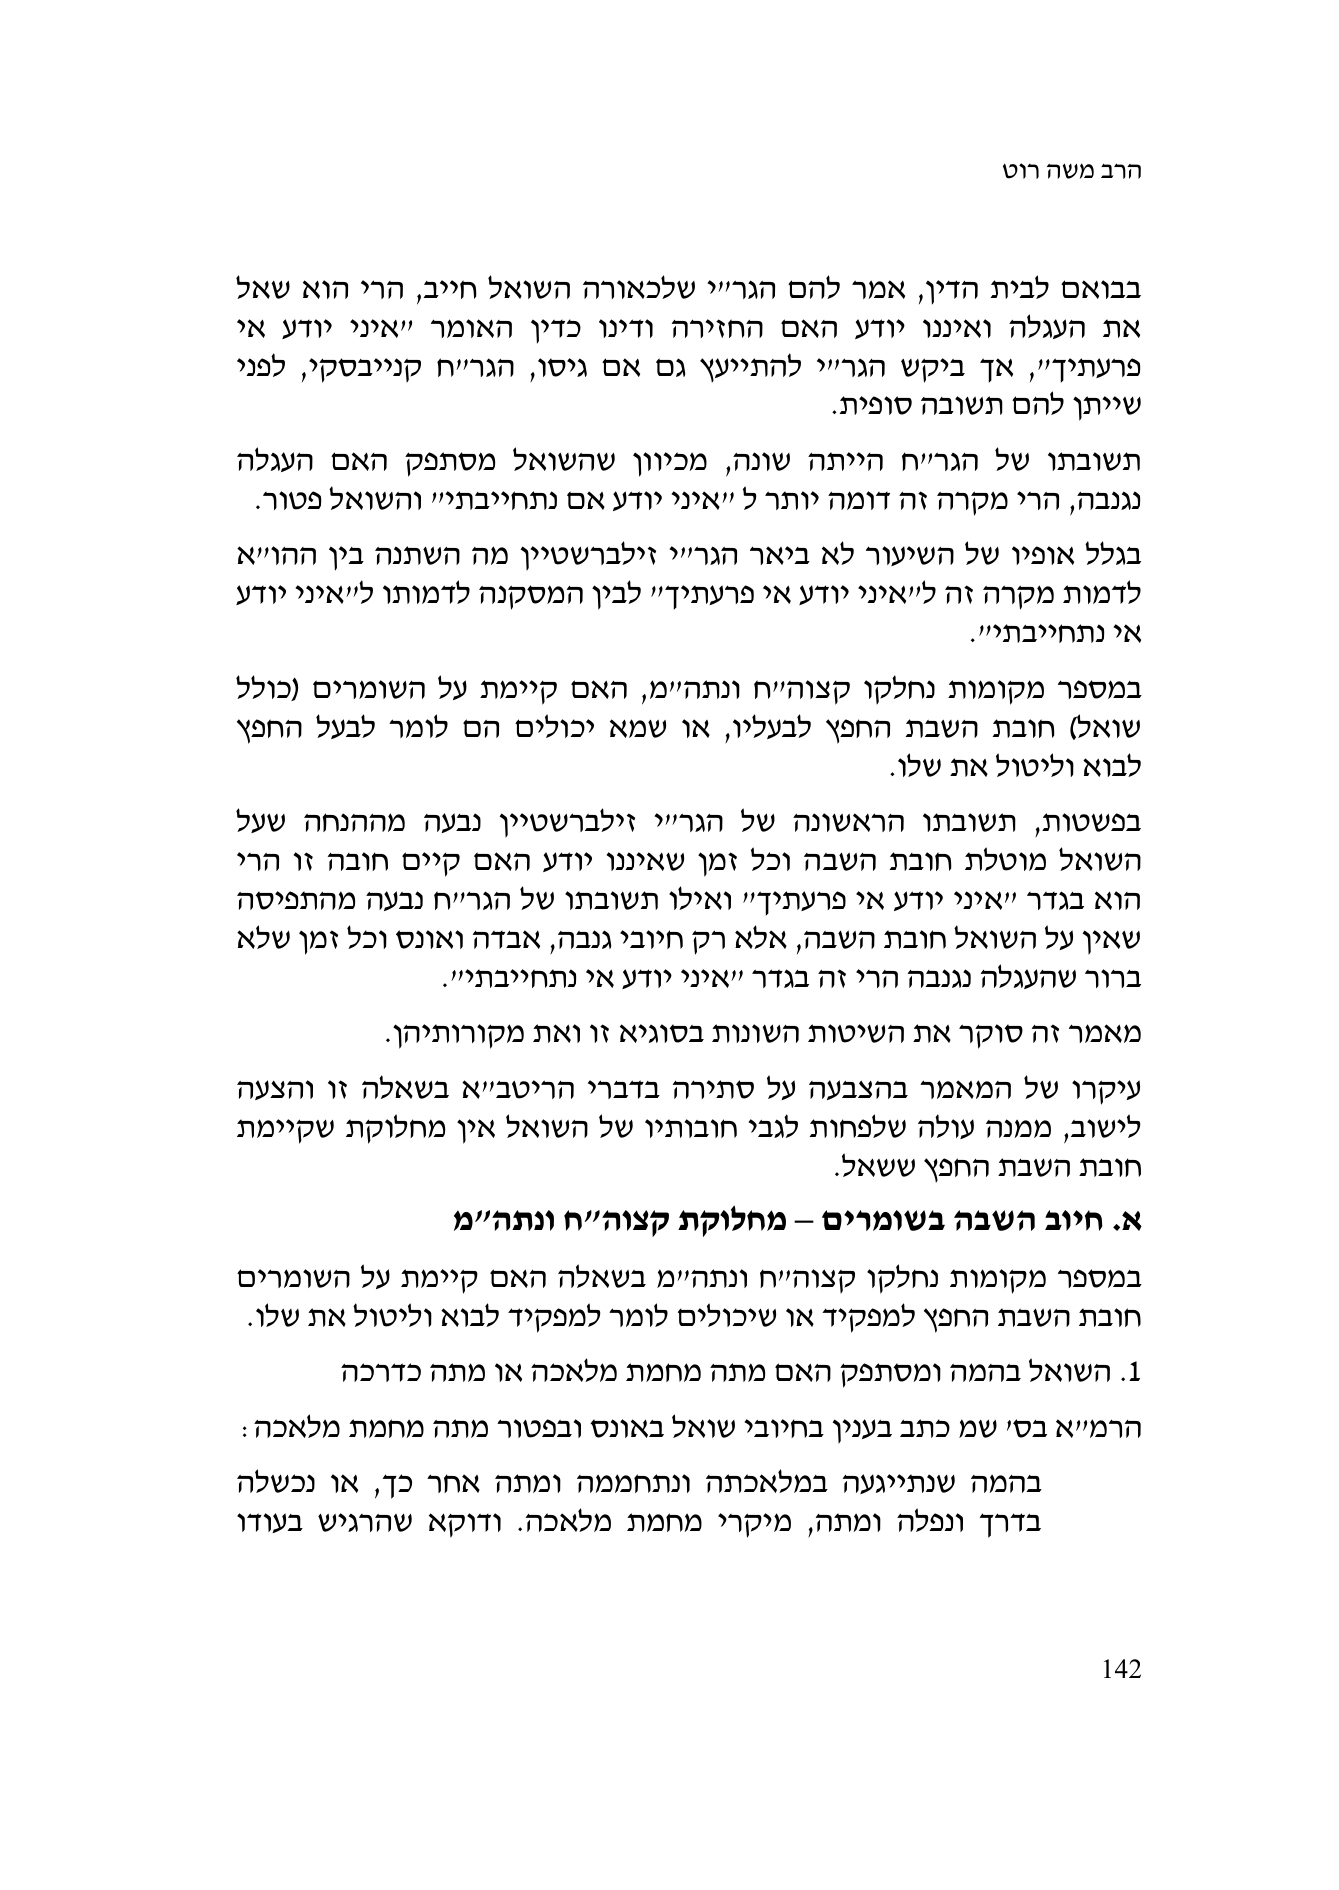 הרב משה רוט
בבואם לבית הדין, אמר להם הגר״י שלכאורה השואל חייב, הרי הוא שאל
את העגלה ואיננו יודע האם החזירה ודינו כדין האומר ״איני יודע אי
פרעתיך״, אך ביקש הגר״י להתייעץ גם אם גיסו, הגר״ח קנייבסקי, לפני
שייתן להם תשובה סופית.
תשובתו של הגר״ח הייתה שונה, מכיוון שהשואל מסתפק האם העגלה
נגנבה, הרי מקרה זה דומה יותר ל ״איני יודע אם נתחייבתי״ והשואל פטור.
בגלל אופיו של השיעור לא ביאר הגר״י זילברשטיין מה השתנה בין ההו״א
לדמות מקרה זה ל״איני יודע אי פרעתיך״ לבין המסקנה לדמותו ל״איני יודע
אי נתחייבתי״.
במספר מקומות נחלקו קצוה״ח ונתה״מ, האם קיימת על השומרים (כולל
שואל) חובת השבת החפץ לבעליו, או שמא יכולים הם לומר לבעל החפץ
לבוא וליטול את שלו.
בפשטות, תשובתו הראשונה של הגר״י זילברשטיין נבעה מההנחה שעל
השואל מוטלת חובת השבה וכל זמן שאיננו יודע האם קיים חובה זו הרי
הוא בגדר ״איני יודע אי פרעתיך״ ואילו תשובתו של הגר״ח נבעה מהתפיסה
שאין על השואל חובת השבה, אלא רק חיובי גנבה, אבדה ואונס וכל זמן שלא
ברור שהעגלה נגנבה הרי זה בגדר ״איני יודע אי נתחייבתי״.
מאמר זה סוקר את השיטות השונות בסוגיא זו ואת מקורותיהן.
עיקרו של המאמר בהצבעה על סתירה בדברי הריטב״א בשאלה זו והצעה
לישוב, ממנה עולה שלפחות לגבי חובותיו של השואל אין מחלוקת שקיימת
חובת השבת החפץ ששאל.
א. חיוב השבה בשומרים – מחלוקת קצוה״ח ונתה״מ
במספר מקומות נחלקו קצוה״ח ונתה״מ בשאלה האם קיימת על השומרים
חובת השבת החפץ למפקיד או שיכולים לומר למפקיד לבוא וליטול את שלו.
1. השואל בהמה ומסתפק האם מתה מחמת מלאכה או מתה כדרכה
הרמ״א בס׳ שמ כתב בענין בחיובי שואל באונס ובפטור מתה מחמת מלאכה:
בהמה שנתייגעה במלאכתה ונתחממה ומתה אחר כך, או נכשלה
בדרך ונפלה ומתה, מיקרי מחמת מלאכה. ודוקא שהרגיש בעודו
142